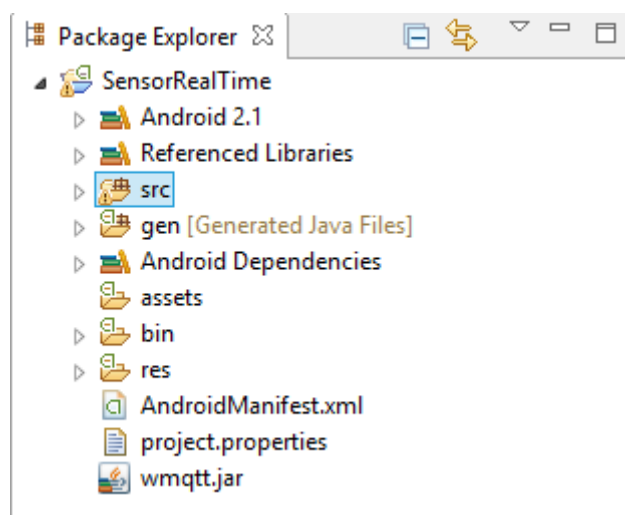 Package Explorer
SensorRealTime
Android 2.1
Referenced Libraries
src
gen [Generated Java Files]
Android Dependencies
assets
bin
res
AndroidManifest.xml
project.properties
wmqtt.jar